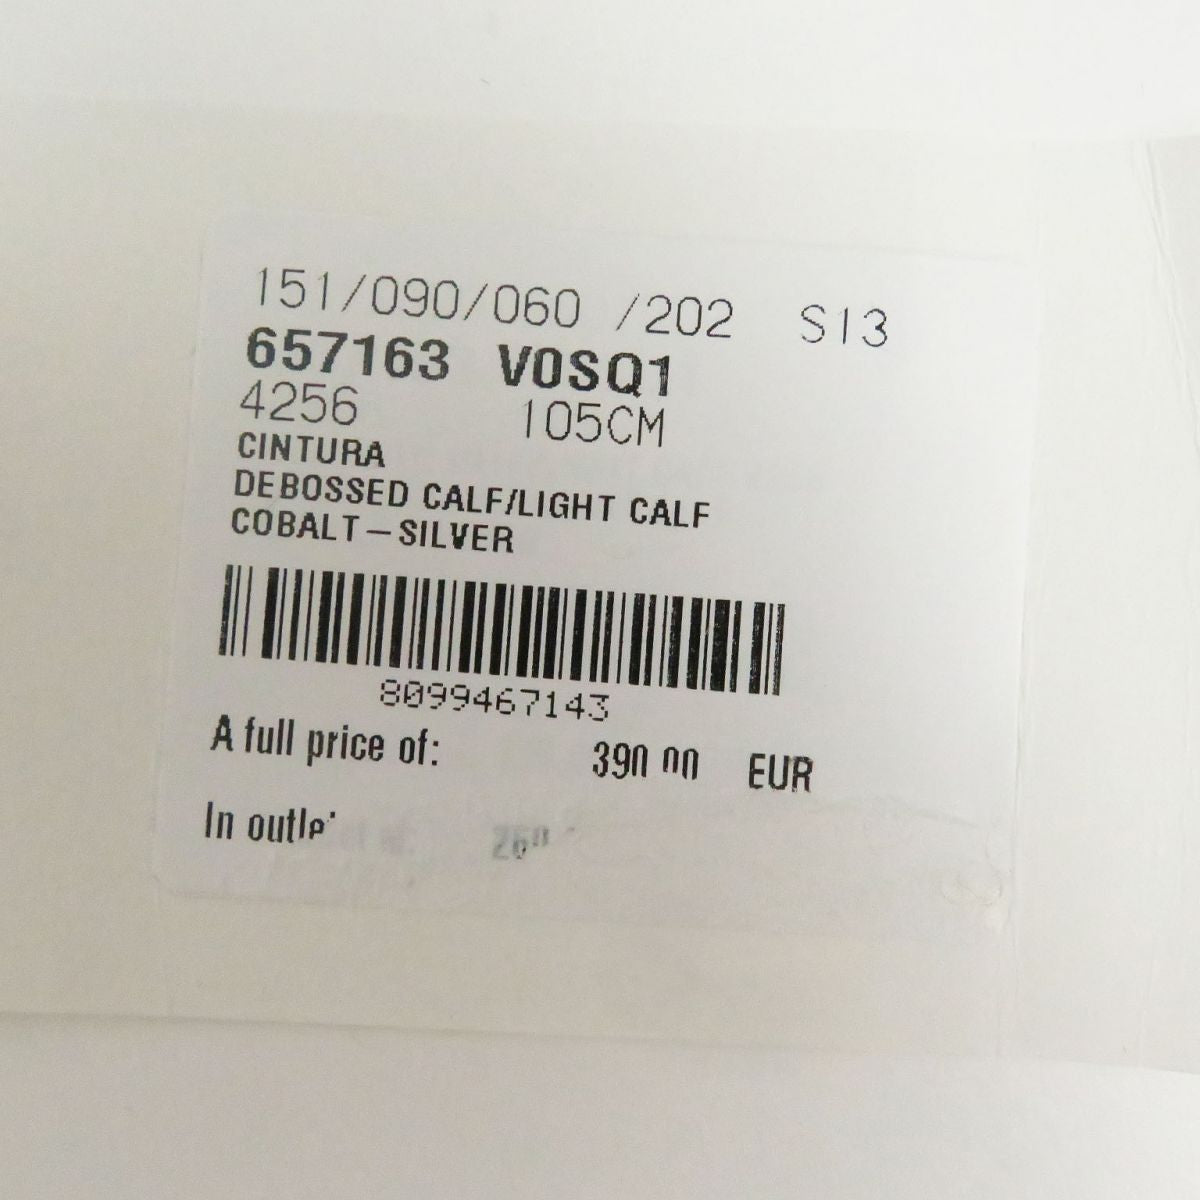 151/090/060 /202 S13
657163 V0SQ1
4256 105CM
CINTURA
DEBOSSED CALF/LIGHT CALF
COBALT-SILVER
8099467143
A full price of: 390.00 EUR
In